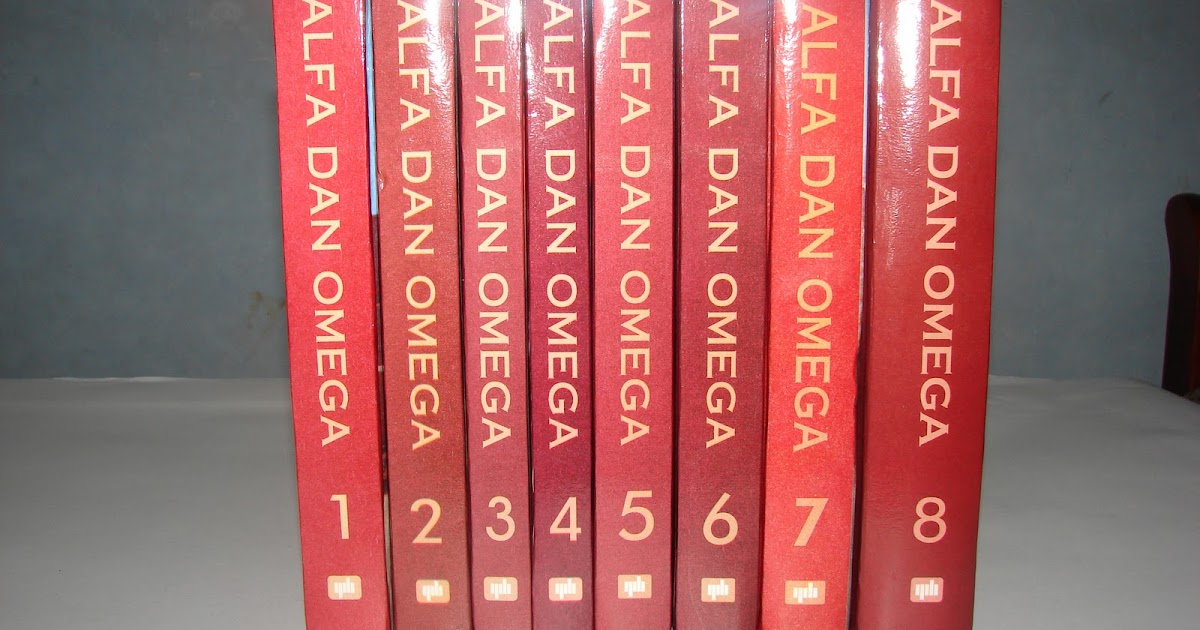 ALFA DAN OMEGA 1
ALFA DAN OMEGA 2
ALFA DAN OMEGA 3
ALFA DAN OMEGA 4
ALFA DAN OMEGA 5
ALFA DAN OMEGA 6
ALFA DAN OMEGA 7
ALFA DAN OMEGA 8